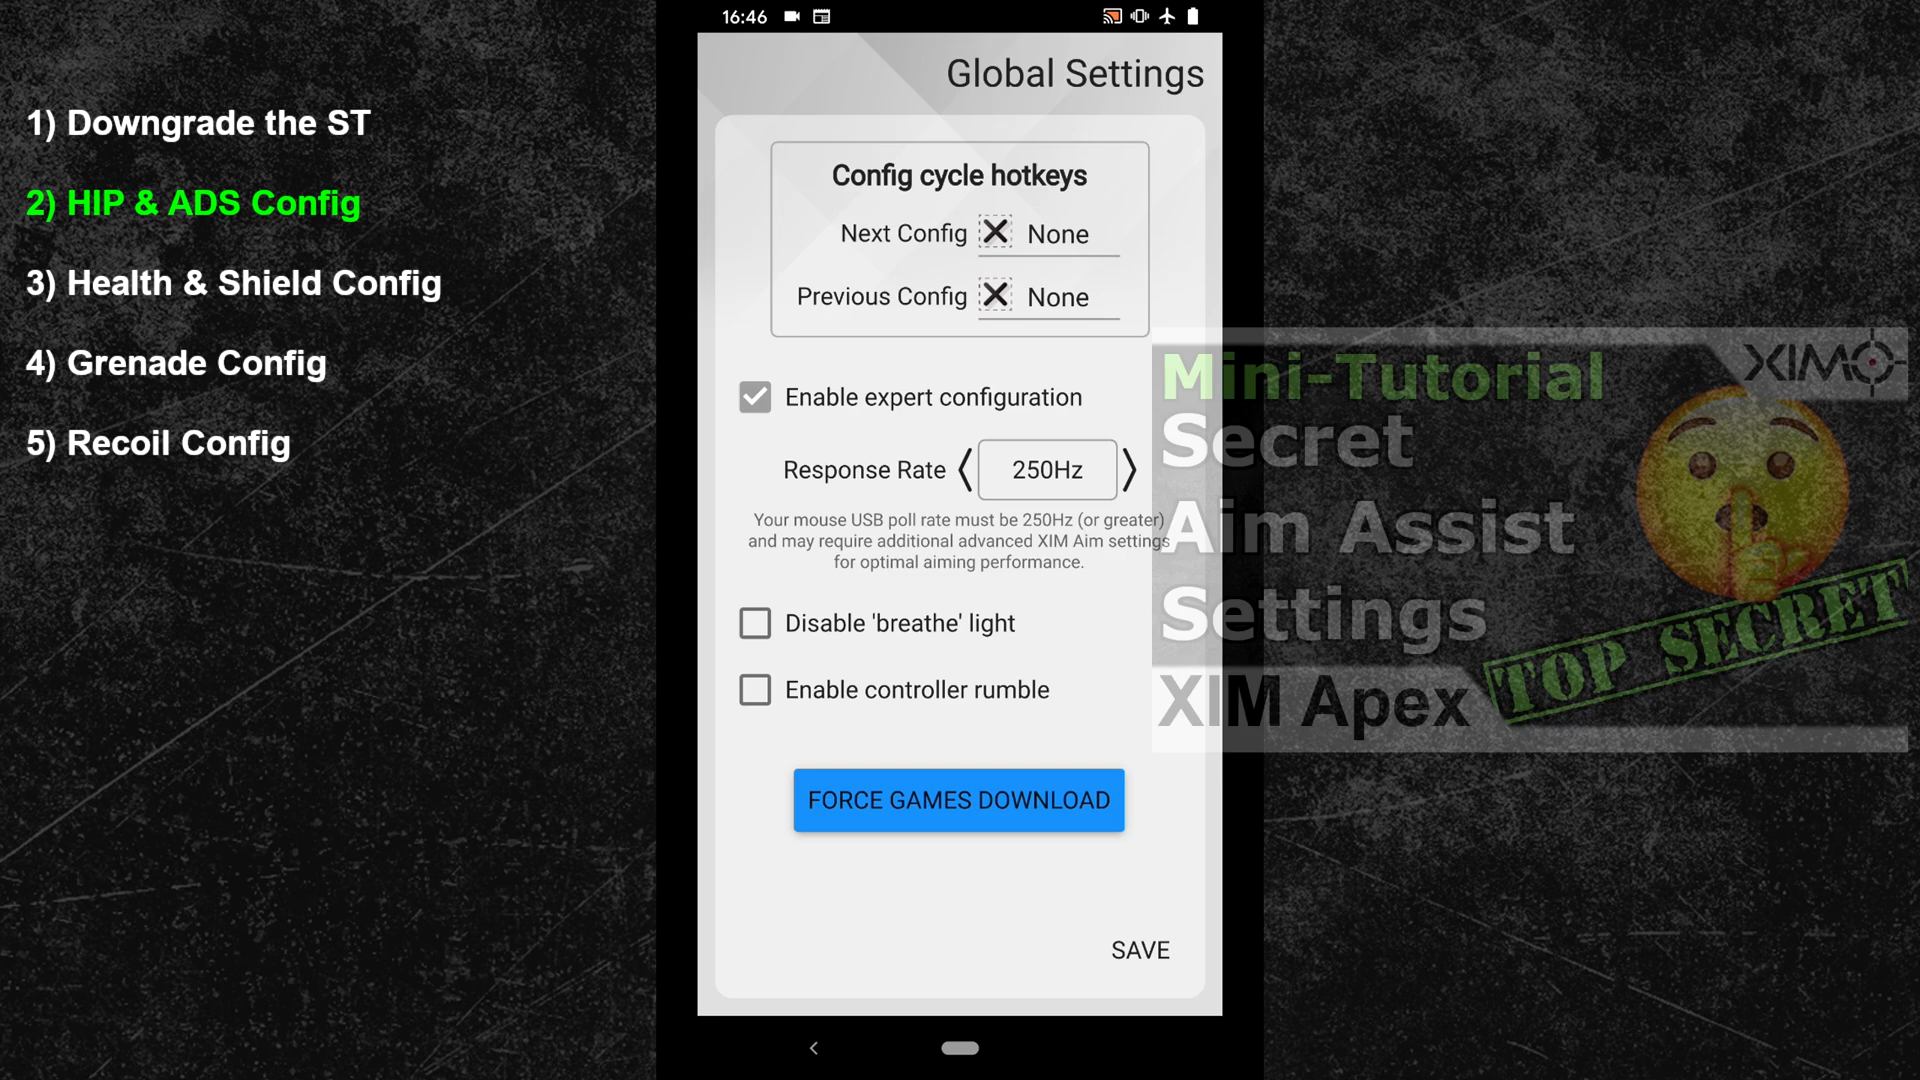 16:46
1) Downgrade the ST
2) HIP & ADS Config
3) Health & Shield Config
4) Grenade Config
5) Recoil Config
Global Settings
Config cycle hotkeys
Next Config None
Previous Config None
Enable expert configuration
Response Rate 250Hz
Your mouse USB poll rate must be 250Hz (or greater)
and may require additional advanced XIM Aim settings
for optimal aiming performance.
Disable 'breathe' light
Enable controller rumble
FORCE GAMES DOWNLOAD
SAVE
XIM
Mini-Tutorial
Secret
Aim Assist
Settings
TOP SECRET
XIM Apex